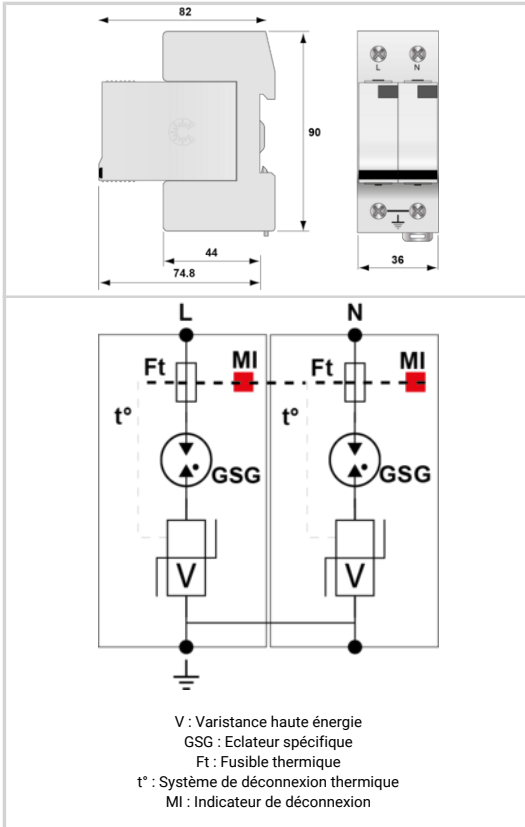 82
L N
90
44
74.8
36
L N
Ft MI Ft MI
t° t°
GSG GSG
V V
V : Varistance haute énergie
GSG : Eclateur spécifique
Ft : Fusible thermique
t° : Système de déconnexion thermique
MI : Indicateur de déconnexion